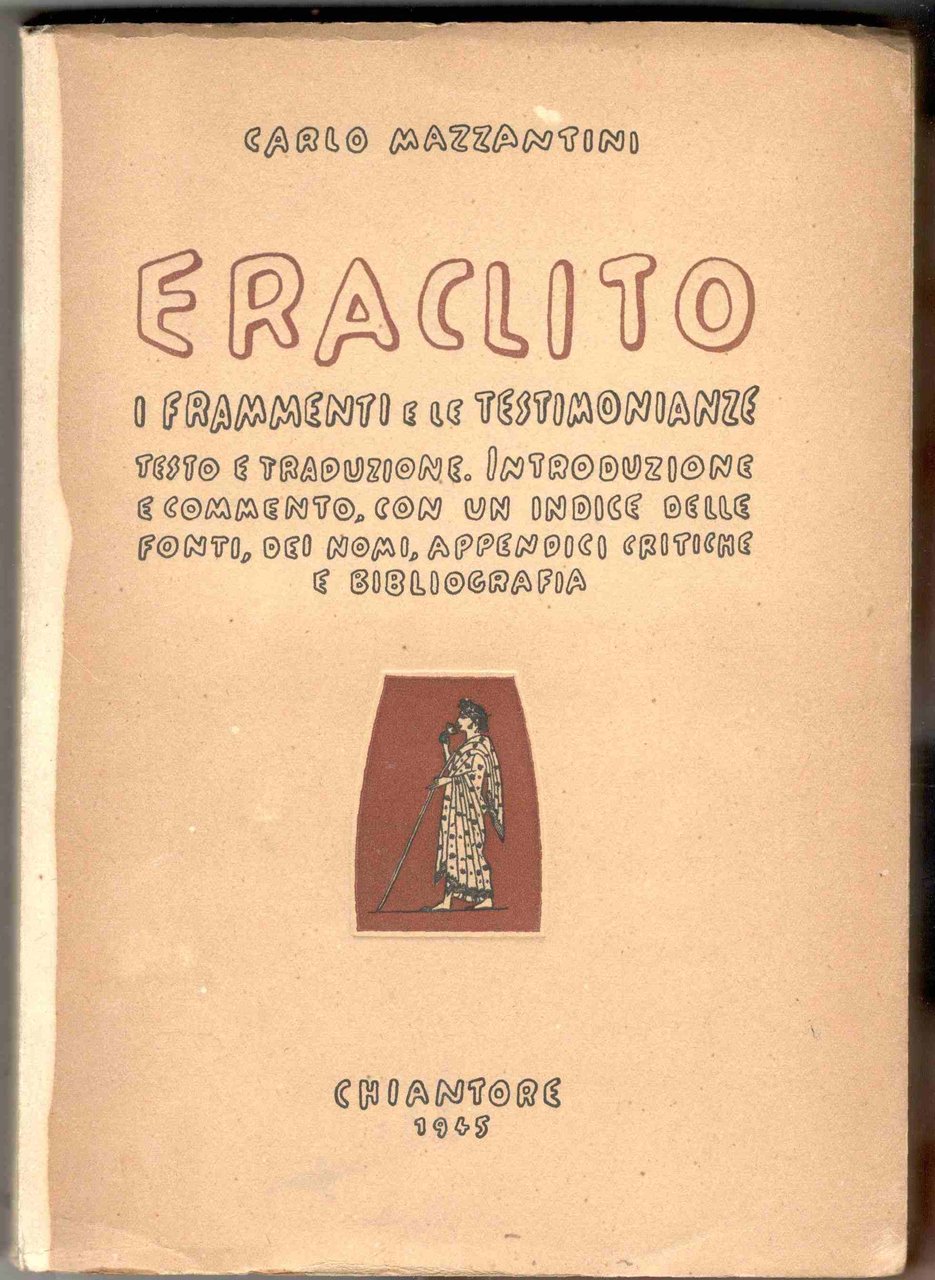 CARLO MAZZANTINI
ERACLITO
I FRAMMENTI E LE TESTIMONIANZE
TESTO E TRADUZIONE. INTRODUZIONE
E COMMENTO, CON UN INDICE DELLE
FONTI, DEI NOMI, APPENDICI CRITICHE
E BIBLIOGRAFIA
CHIANTORE
1945